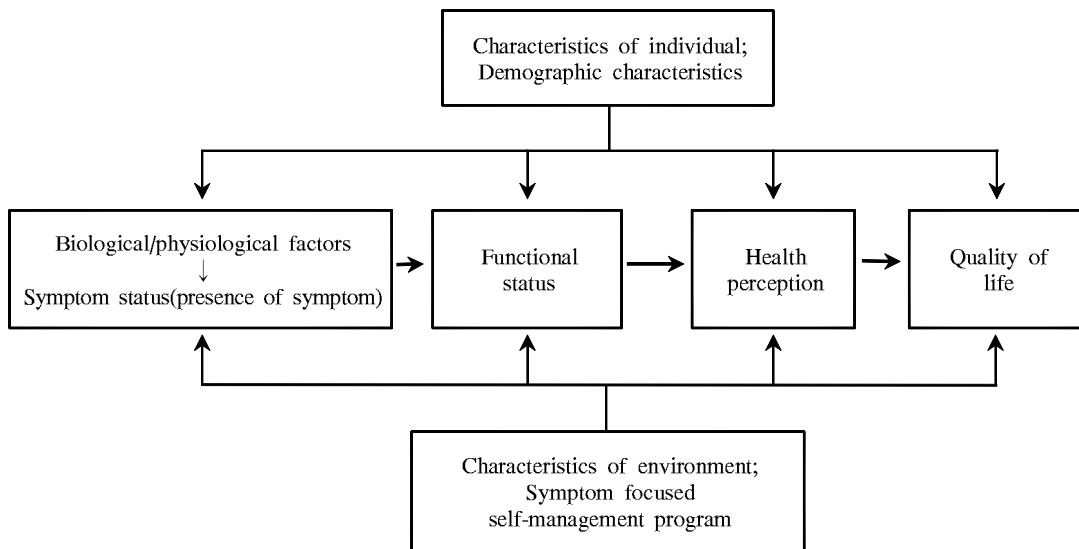 Characteristics of individual;
Demographic characteristics
Biological/physiological factors
↓
Symptom status(presence of symptom)
Functional
status
Health
perception
Quality of
life
Characteristics of environment;
Symptom focused
self-management program